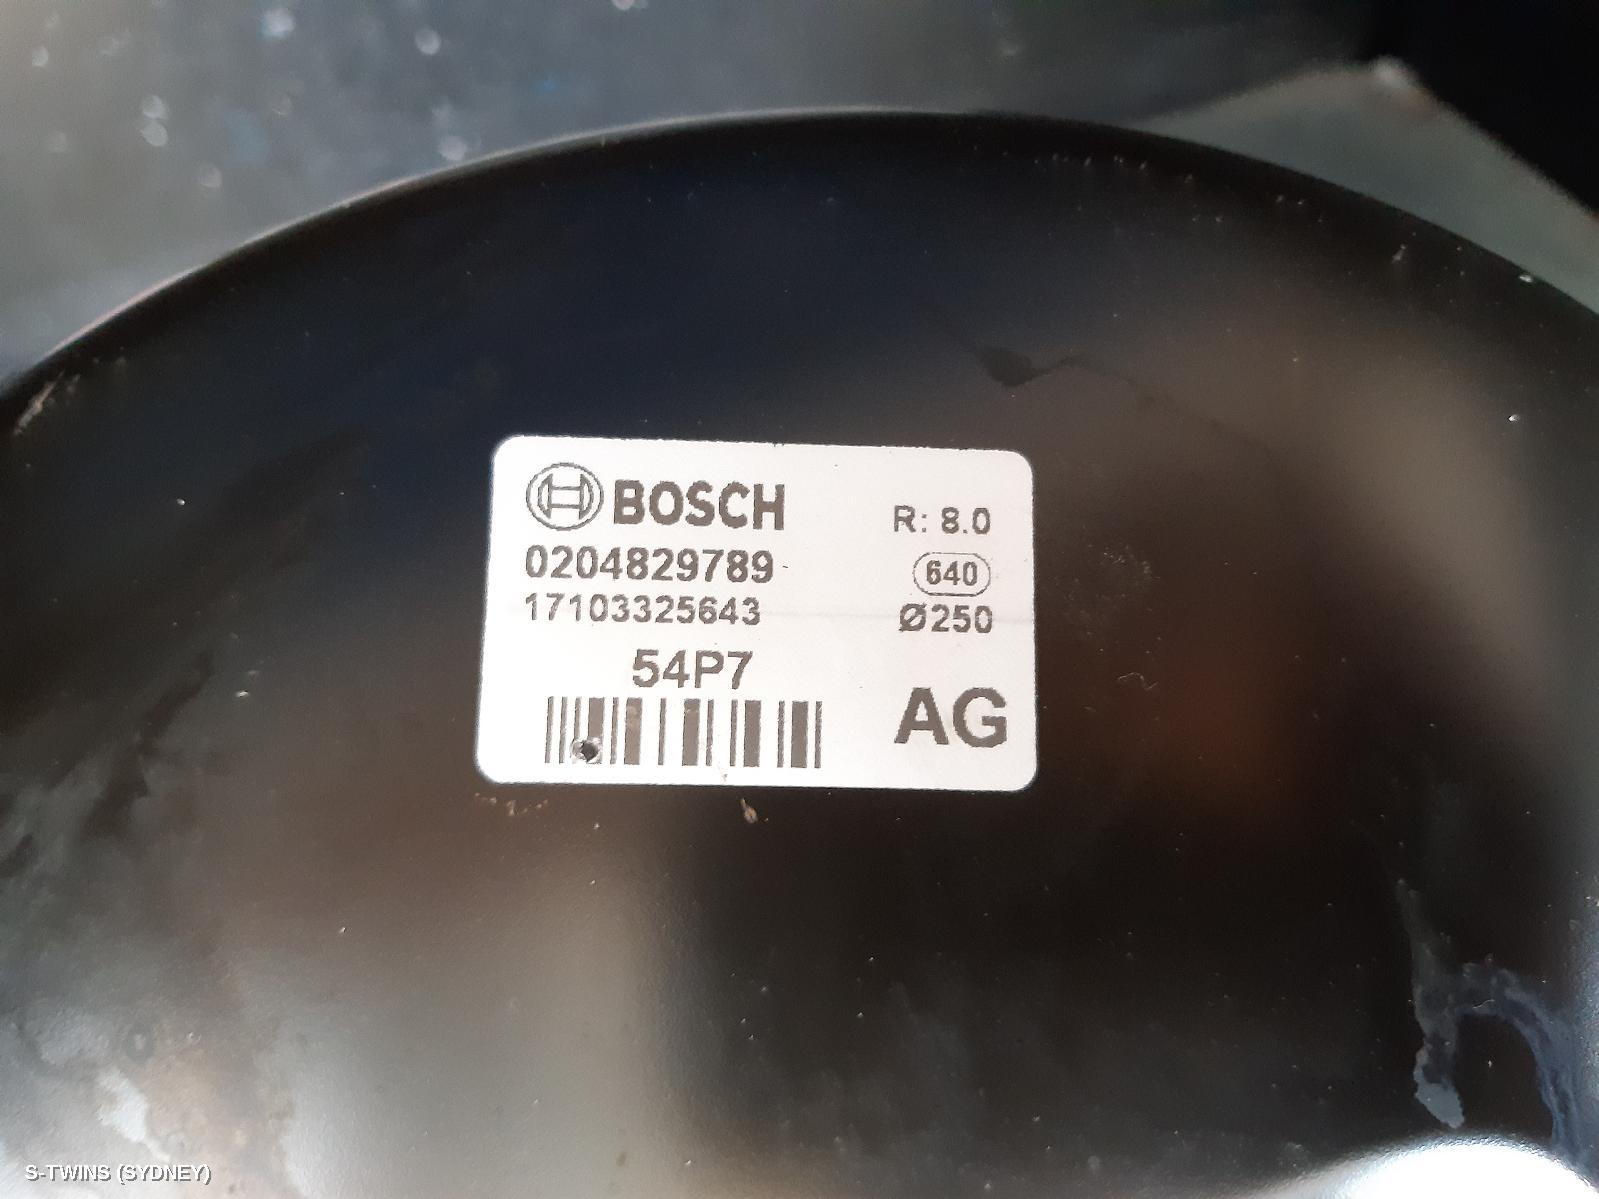 BOSCH
R: 8.0
0204829789
640
17103325643
Ø250
54P7
AG
S-TWINS (SYDNEY)